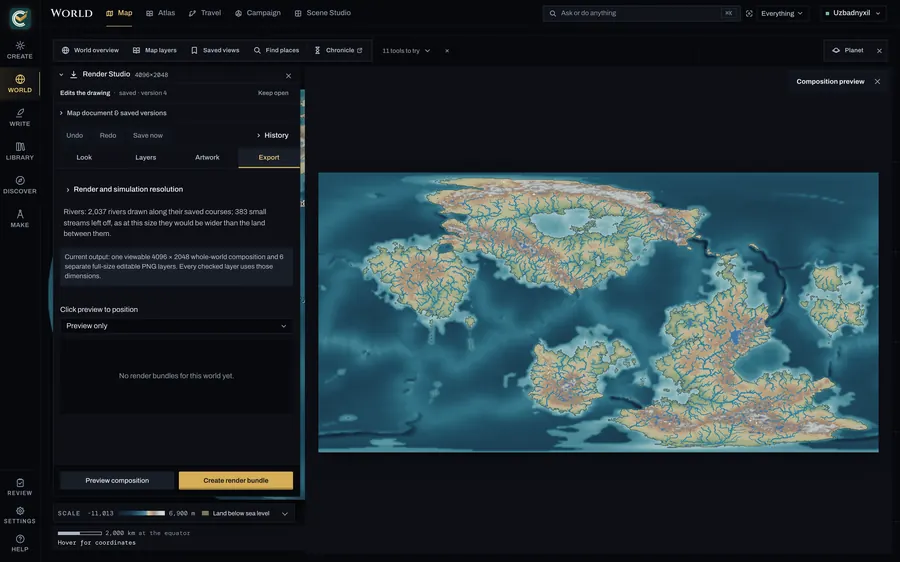 WORLD
Map
Atlas
Travel
Campaign
Scene Studio
Ask or do anything
⌘K
Everything
Uzbadnyxil
CREATE
WORLD
WRITE
LIBRARY
DISCOVER
MAKE
REVIEW
SETTINGS
HELP
World overview
Map layers
Saved views
Find places
Chronicle
11 tools to try
Planet
Render Studio 4096×2048
Edits the drawing · saved · version 4
Keep open
Map document & saved versions
Undo
Redo
Save now
History
Look
Layers
Artwork
Export
Render and simulation resolution
Rivers: 2,037 rivers drawn along their saved courses; 383 small
streams left off, as at this size they would be wider than the land
between them.
Current output: one viewable 4096 × 2048 whole-world composition and 6
separate full-size editable PNG layers. Every checked layer uses those
dimensions.
Click preview to position
Preview only
No render bundles for this world yet.
Preview composition
Create render bundle
SCALE -11,013 6,900 m Land below sea level
2,000 km at the equator
Hover for coordinates
Composition preview